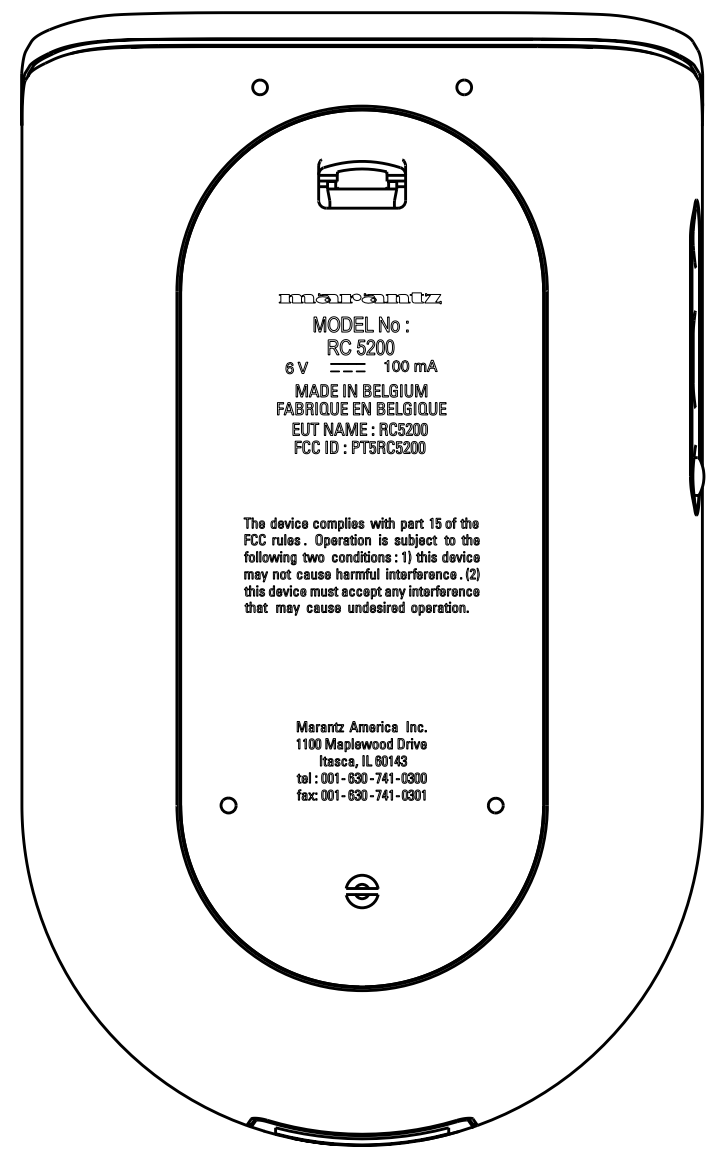 marantz
MODEL No :
RC 5200
6 V 100 mA
MADE IN BELGIUM
FABRIQUE EN BELGIQUE
EUT NAME : RC5200
FCC ID : PT5RC5200
The device complies with part 15 of the
FCC rules. Operation is subject to the
following two conditions : 1) this device
may not cause harmful interference. (2)
this device must accept any interference
that may cause undesired operation.
Marantz America Inc.
1100 Maplewood Drive
Itasca, IL 60143
tel : 001-630-741-0300
fax: 001-630-741-0301